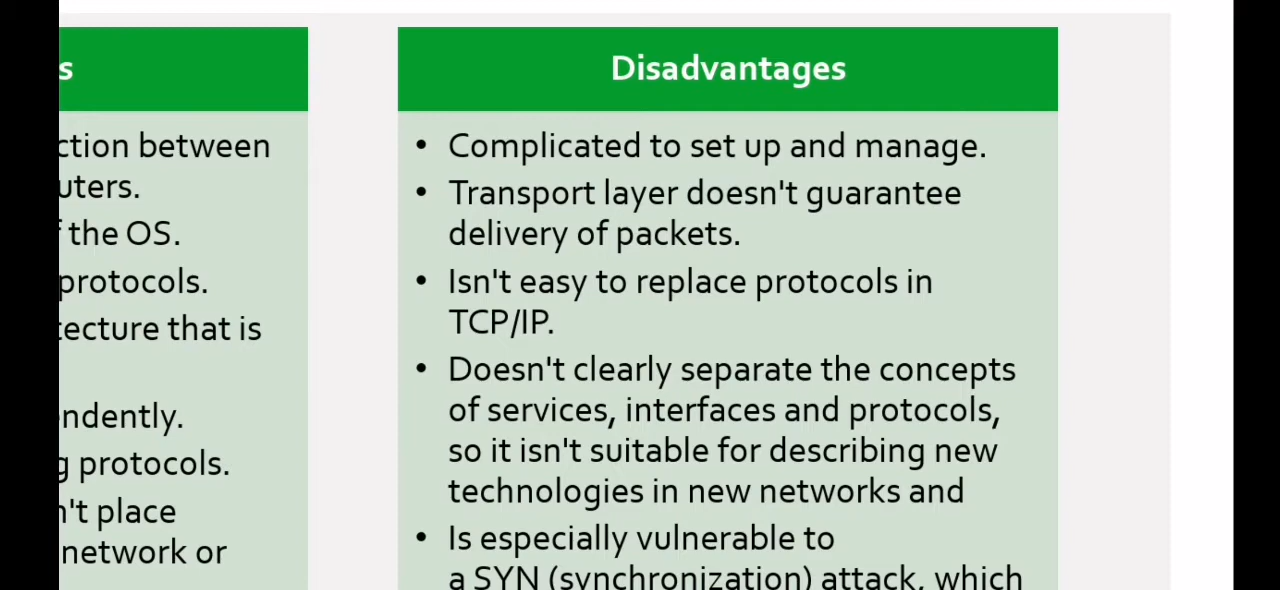 s
Disadvantages
ction between
uters.
f the OS.
protocols.
tecture that is
ndently.
g protocols.
n't place
network or
• Complicated to set up and manage.
• Transport layer doesn't guarantee
delivery of packets.
• Isn't easy to replace protocols in
TCP/IP.
• Doesn't clearly separate the concepts
of services, interfaces and protocols,
so it isn't suitable for describing new
technologies in new networks and
• Is especially vulnerable to
a SYN (synchronization) attack, which